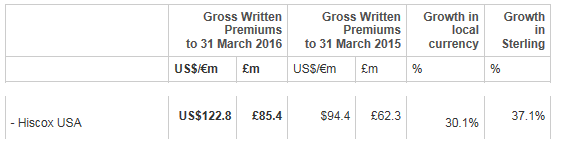 Gross Written Premiums to 31 March 2016
Gross Written Premiums to 31 March 2015
Growth in local currency
Growth in Sterling
US$/€m £m US$/€m £m % %
- Hiscox USA US$122.8 £85.4 $94.4 £62.3 30.1% 37.1%